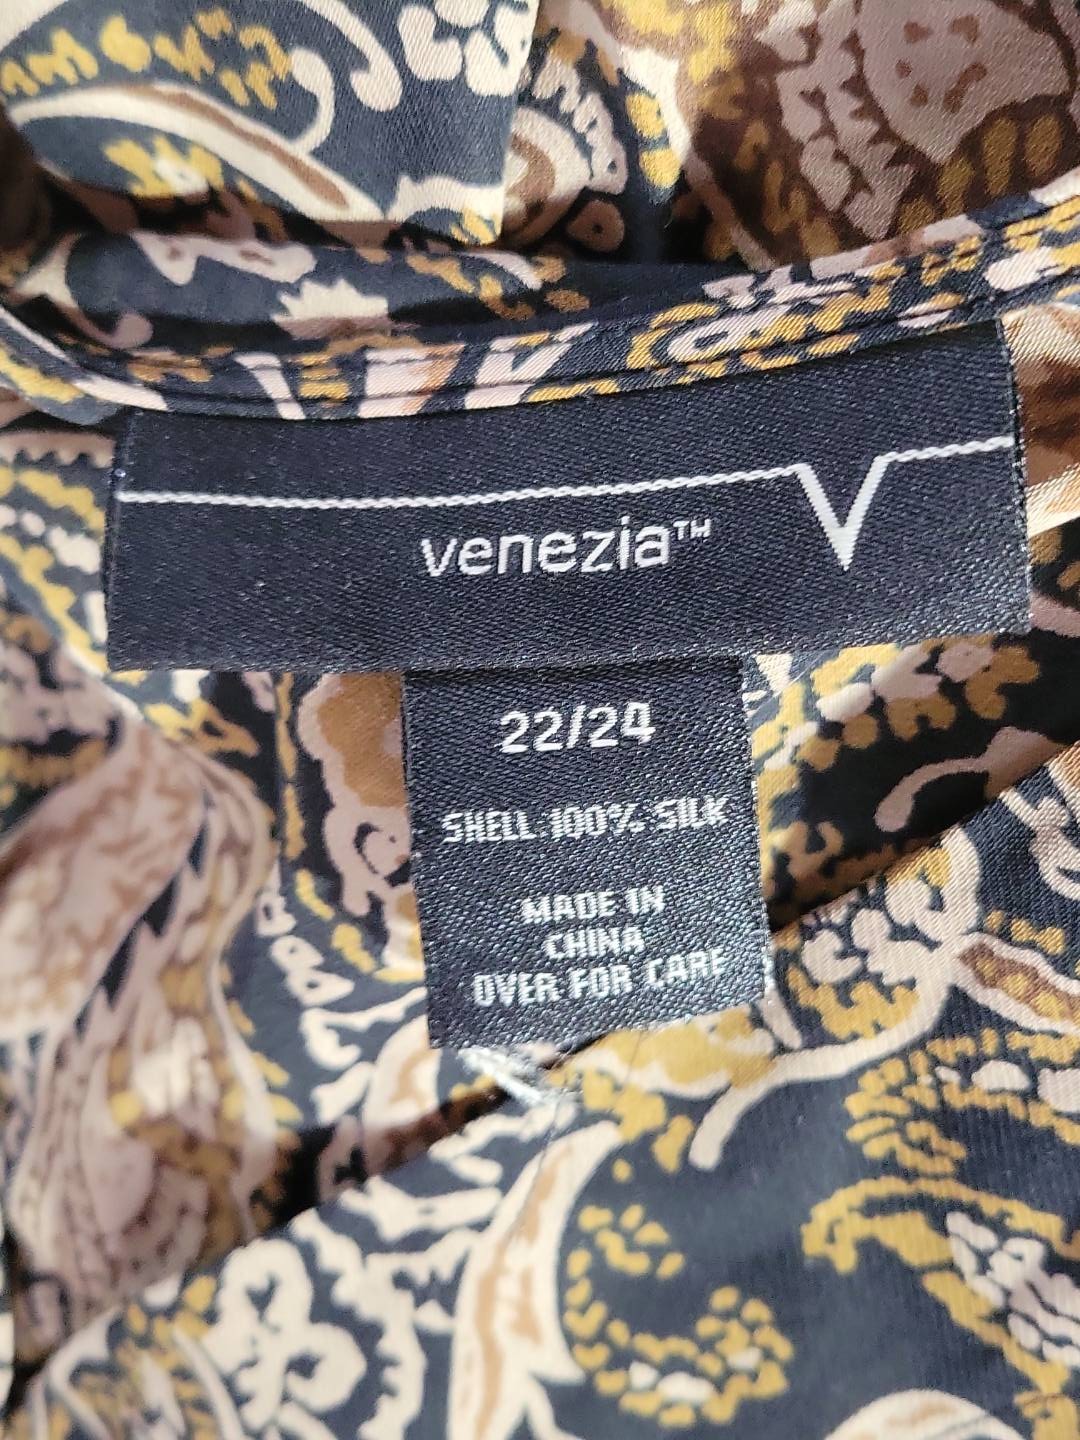 venezia™
22/24
SHELL 100% SILK
MADE IN
CHINA
OVER FOR CARE